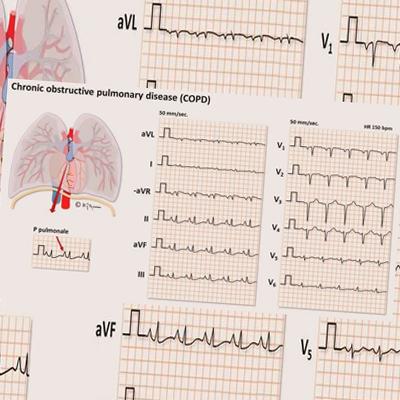 aVL
V1
Chronic obstructive pulmonary disease (COPD)
50 mm/sec.
aVL
I
-aVR
II
aVF
III
50 mm/sec.
HR 150 bpm
V1
V2
V3
V4
V5
V6
P pulmonale
aVF
V5